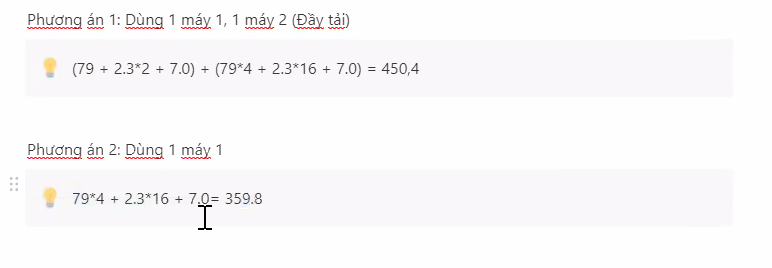 Phương án 1: Dùng 1 máy 1, 1 máy 2 (Đầy tải)
(79 + 2.3*2 + 7.0) + (79*4 + 2.3*16 + 7.0) = 450,4
Phương án 2: Dùng 1 máy 1
79*4 + 2.3*16 + 7.0= 359.8